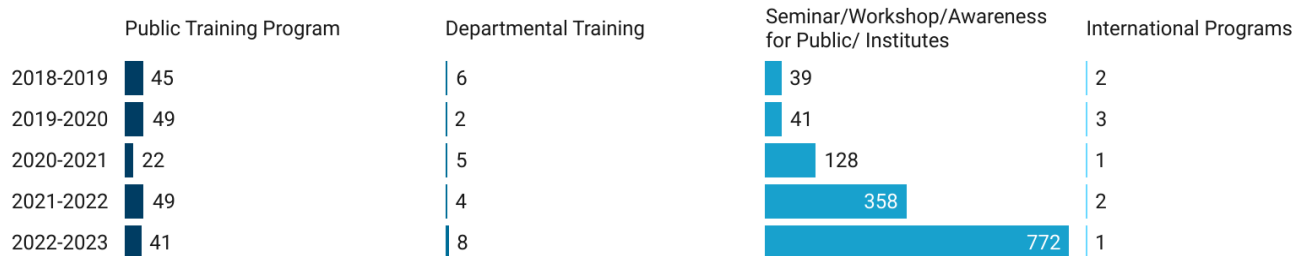 Public Training Program Departmental Training Seminar/Workshop/Awareness for Public/ Institutes International Programs
2018-2019 45 6 39 2
2019-2020 49 2 41 3
2020-2021 22 5 128 1
2021-2022 49 4 358 2
2022-2023 41 8 772 1